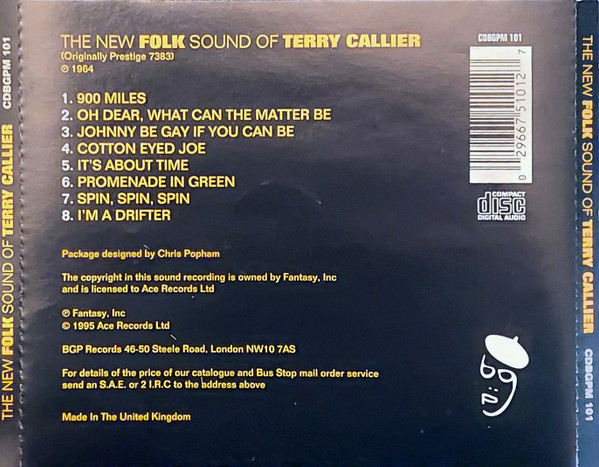 THE NEW FOLK SOUND OF TERRY CALLIER
(Originally Prestige 7383)
℗ 1964
1. 900 MILES
2. OH DEAR, WHAT CAN THE MATTER BE
3. JOHNNY BE GAY IF YOU CAN BE
4. COTTON EYED JOE
5. IT'S ABOUT TIME
6. PROMENADE IN GREEN
7. SPIN, SPIN, SPIN
8. I'M A DRIFTER
Package designed by Chris Popham
The copyright in this sound recording is owned by Fantasy, Inc
and is licensed to Ace Records Ltd
℗ Fantasy, Inc
© 1995 Ace Records Ltd
BGP Records 46-50 Steele Road, London NW10 7AS
For details of the price of our catalogue and Bus Stop mail order service
send an S.A.E. or 2 I.R.C to the address above
Made In The United Kingdom
CDBGPM 101
0 29667 51012 7
COMPACT
disc
DIGITAL AUDIO
big
THE NEW FOLK SOUND OF TERRY CALLIER CDBGPM 101
THE NEW FOLK SOUND OF TERRY CALLIER CDBGPM 101